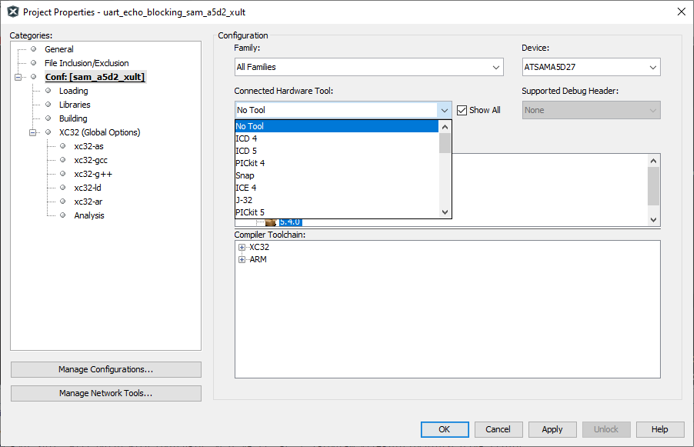 Project Properties - uart_echo_blocking_sam_a5d2_xult
Categories:
General
File Inclusion/Exclusion
Conf: [sam_a5d2_xult]
Loading
Libraries
Building
XC32 (Global Options)
xc32-as
xc32-gcc
xc32-g++
xc32-ld
xc32-ar
Analysis
Manage Configurations...
Manage Network Tools...
Configuration
Family:
All Families
Device:
ATSAMA5D27
Connected Hardware Tool:
No Tool
Show All
Supported Debug Header:
None
No Tool
ICD 4
ICD 5
PICkit 4
Snap
ICE 4
J-32
PICkit 5
5.4.0
Compiler Toolchain:
XC32
ARM
OK
Cancel
Apply
Unlock
Help